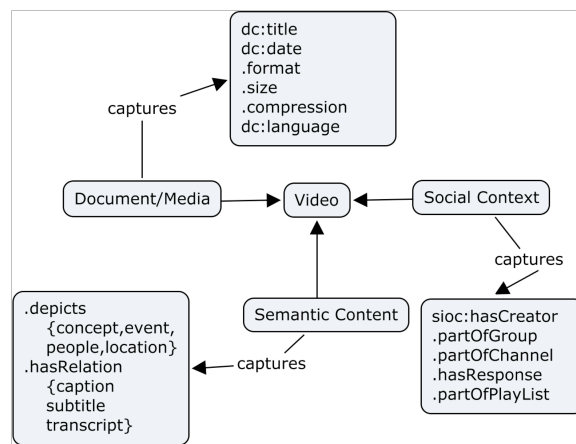 dc:title
dc:date
.format
.size
.compression
dc:language
captures
Document/Media
Video
Social Context
captures
Semantic Content
captures
.depicts
{concept,event,
people,location}
.hasRelation
{caption
subtitle
transcript}
sioc:hasCreator
.partOfGroup
.partOfChannel
.hasResponse
.partOfPlayList